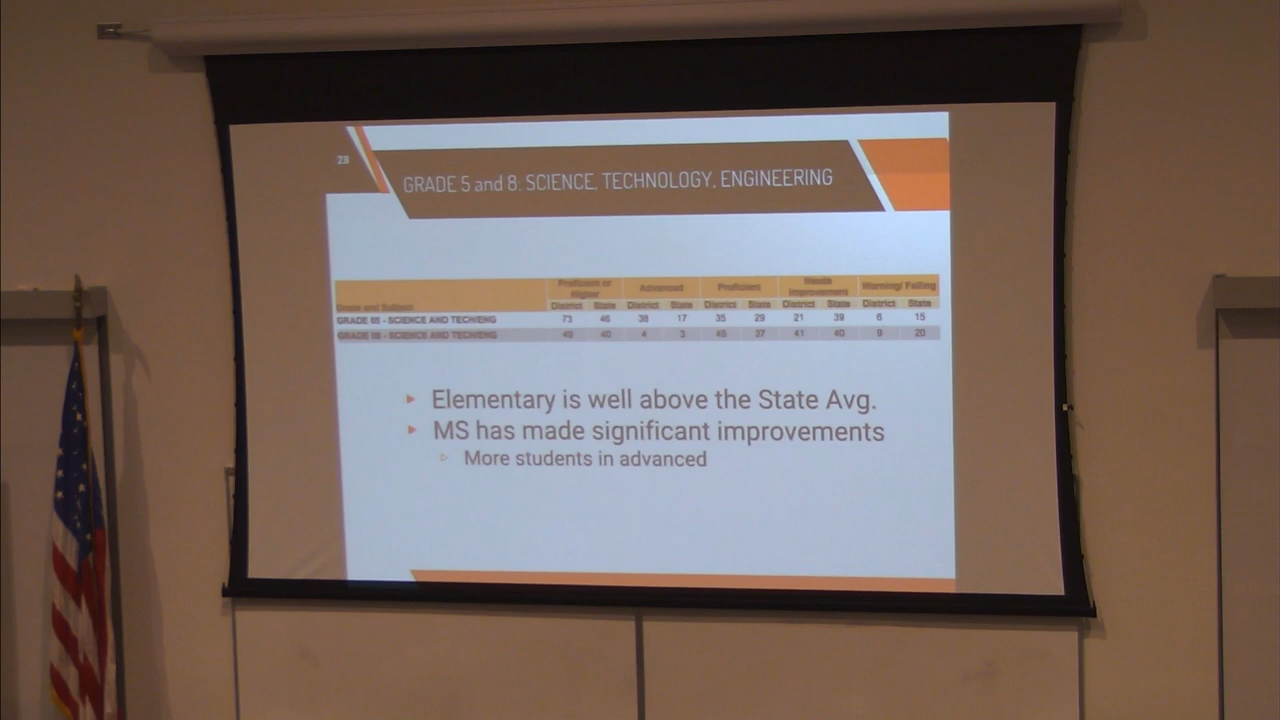 28
GRADE 5 and 8: SCIENCE, TECHNOLOGY, ENGINEERING
Proficient or Higher Advanced Proficient Needs Improvement Warning/ Failing
Grade and Subject District State District State District State District State District State
GRADE 05 - SCIENCE AND TECH/ENG 73 46 38 17 35 29 21 39 6 15
GRADE 08 - SCIENCE AND TECH/ENG 49 40 4 3 45 37 41 40 9 20
Elementary is well above the State Avg.
MS has made significant improvements
More students in advanced